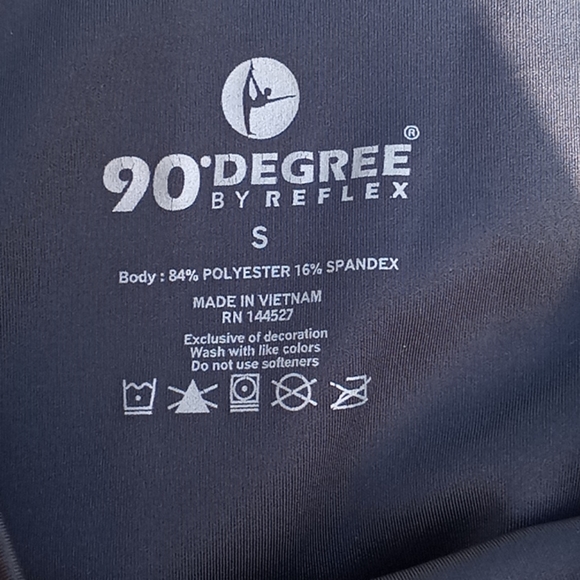 90°DEGREE®
BY REFLEX
S
Body : 84% POLYESTER 16% SPANDEX
MADE IN VIETNAM
RN 144527
Exclusive of decoration
Wash with like colors
Do not use softeners